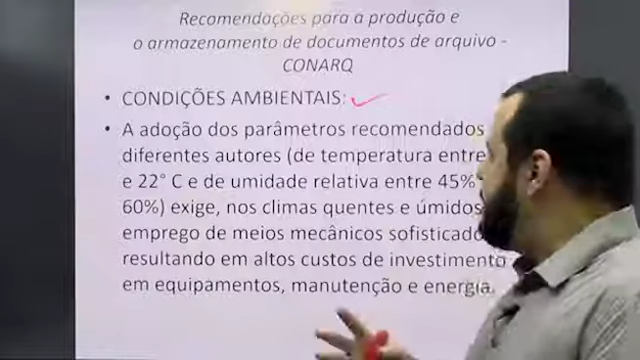 Recomendações para a produção e
o armazenamento de documentos de arquivo -
CONARQ
• CONDIÇÕES AMBIENTAIS:
• A adoção dos parâmetros recomendados
diferentes autores (de temperatura entre
e 22° C e de umidade relativa entre 45%
60%) exige, nos climas quentes e úmidos
emprego de meios mecânicos sofisticado
resultando em altos custos de investimento
em equipamentos, manutenção e energia.